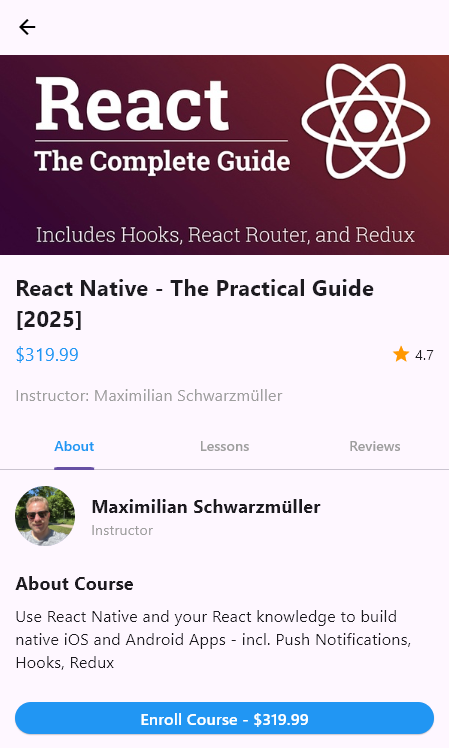 React
The Complete Guide
Includes Hooks, React Router, and Redux
React Native - The Practical Guide
[2025]
$319.99
4.7
Instructor: Maximilian Schwarzmüller
About Lessons Reviews
Maximilian Schwarzmüller
Instructor
About Course
Use React Native and your React knowledge to build
native iOS and Android Apps - incl. Push Notifications,
Hooks, Redux
Enroll Course - $319.99